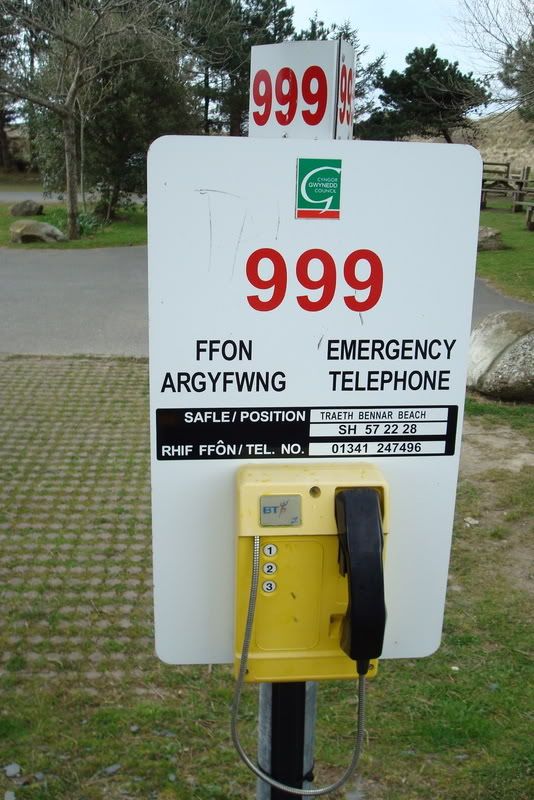 999
99
CYNGOR
GWYNEDD
COUNCIL
999
FFON EMERGENCY
ARGYFWNG TELEPHONE
SAFLE/POSITION TRAETH BENNAR BEACH
SH 57 22 28
RHIF FFÔN/TEL. NO. 01341 247496
BT
1
2
3